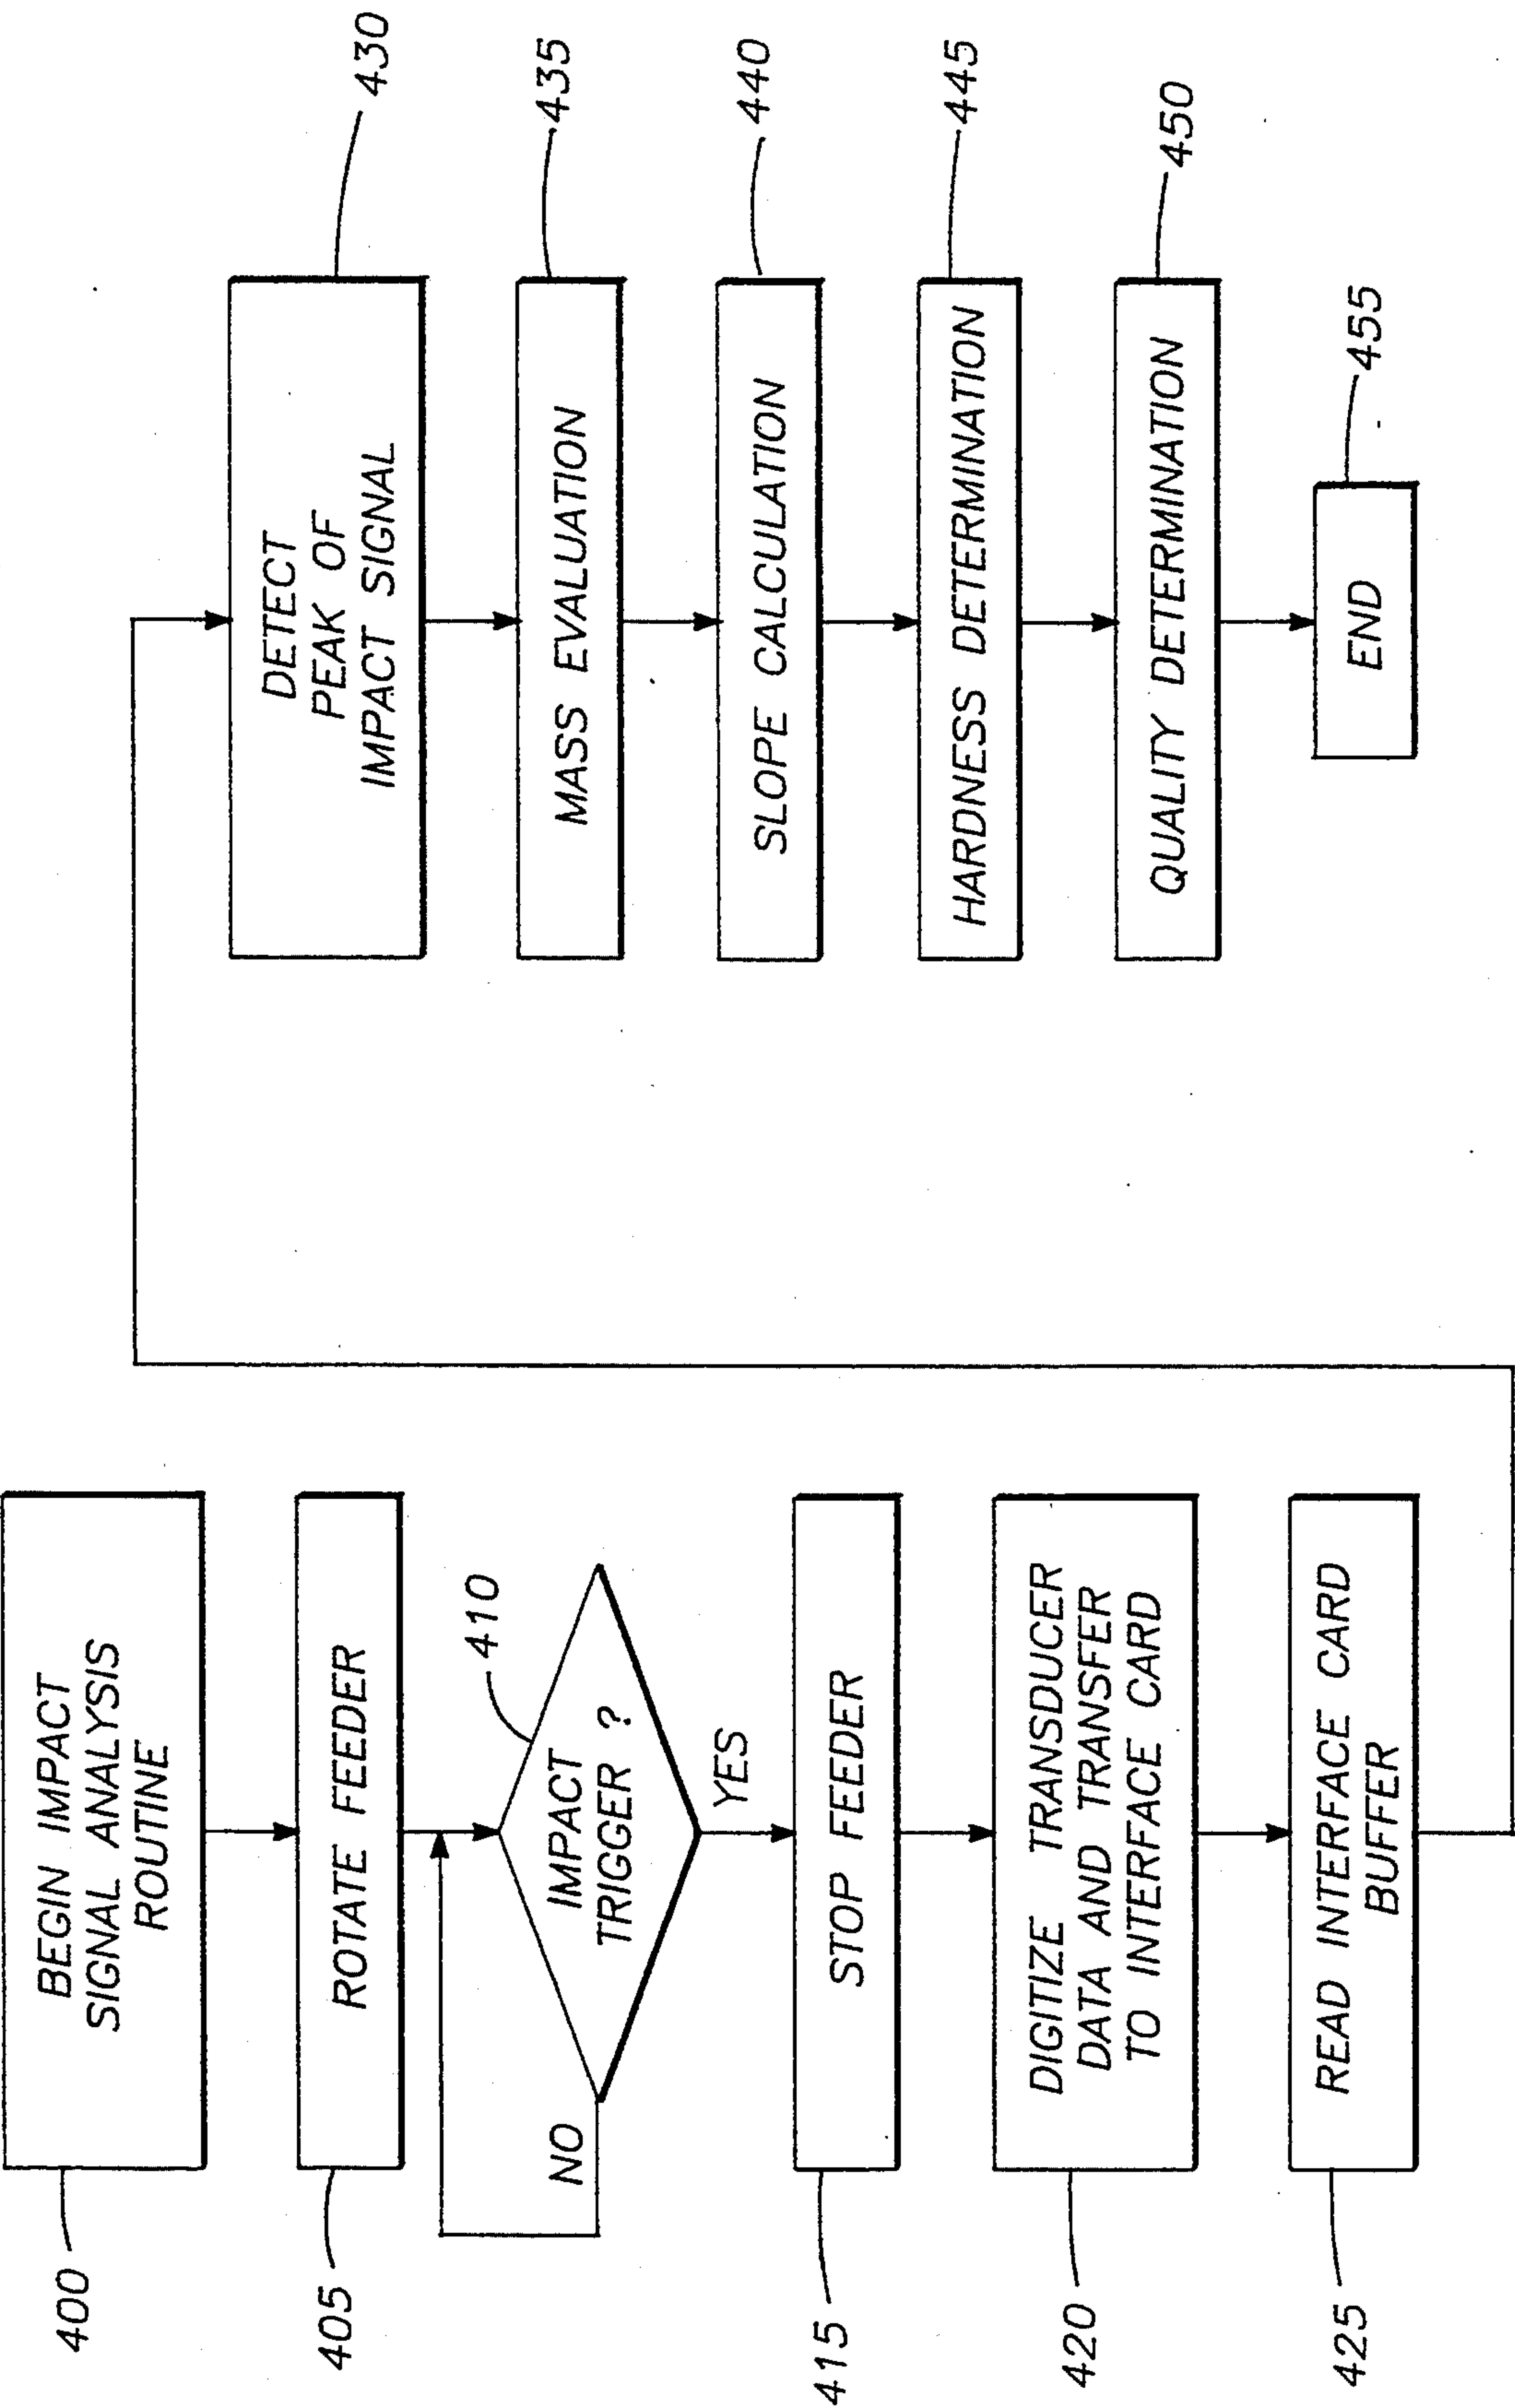 400
BEGIN IMPACT
SIGNAL ANALYSIS
ROUTINE
405
ROTATE FEEDER
410
IMPACT
TRIGGER ?
NO
YES
415
STOP FEEDER
420
DIGITIZE TRANSDUCER
DATA AND TRANSFER
TO INTERFACE CARD
425
READ INTERFACE CARD
BUFFER
DETECT
PEAK OF
IMPACT SIGNAL
430
MASS EVALUATION
435
SLOPE CALCULATION
440
HARDNESS DETERMINATION
445
QUALITY DETERMINATION
450
END
455